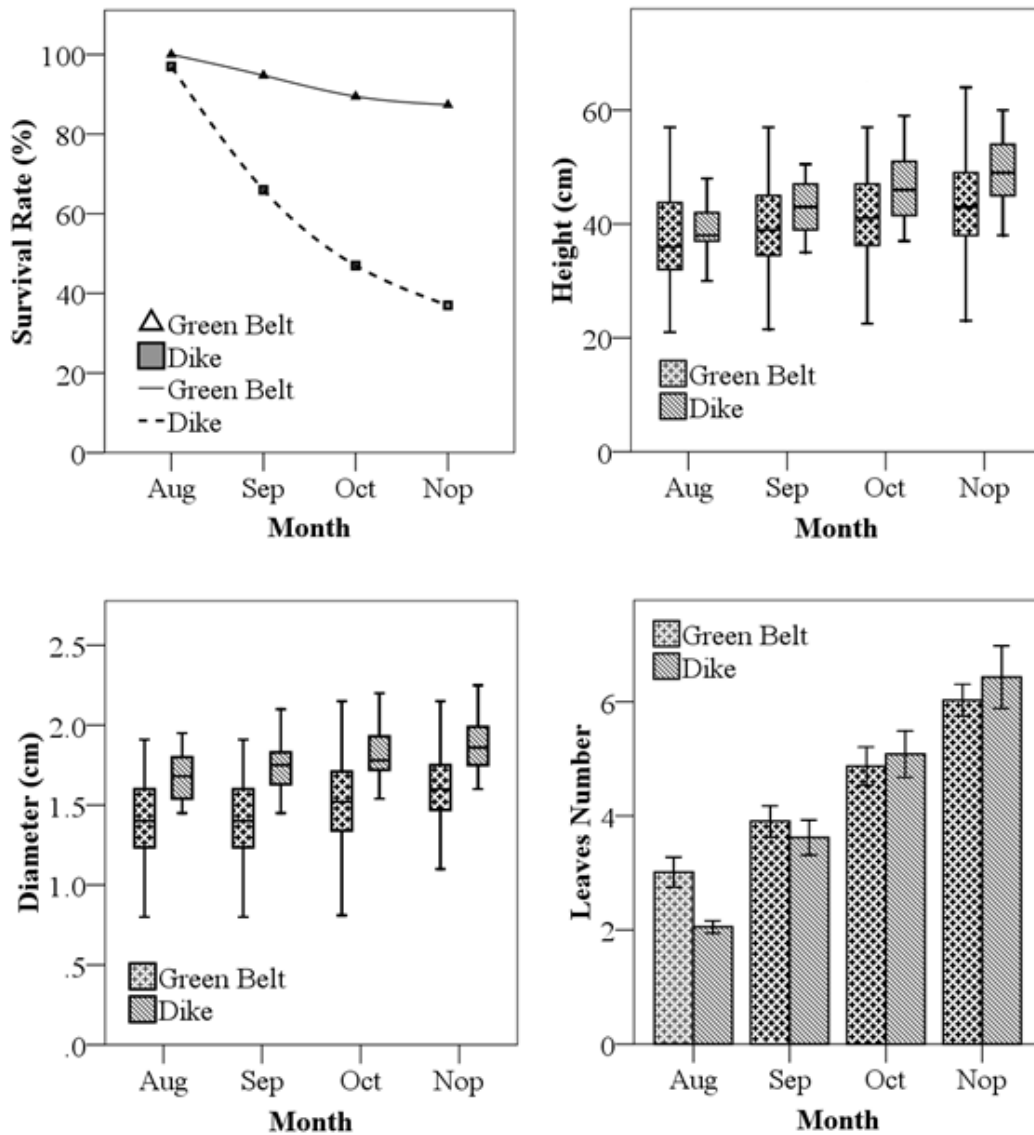 Survival Rate (%)
100
80
60
40
20
0
Green Belt
Dike
Green Belt
Dike
Aug Sep Oct Nop
Month
Height (cm)
60
40
20
0
Green Belt
Dike
Aug Sep Oct Nop
Month
Diameter (cm)
2.5
2.0
1.5
1.0
.5
.0
Green Belt
Dike
Aug Sep Oct Nop
Month
Leaves Number
6
4
2
0
Green Belt
Dike
Aug Sep Oct Nop
Month